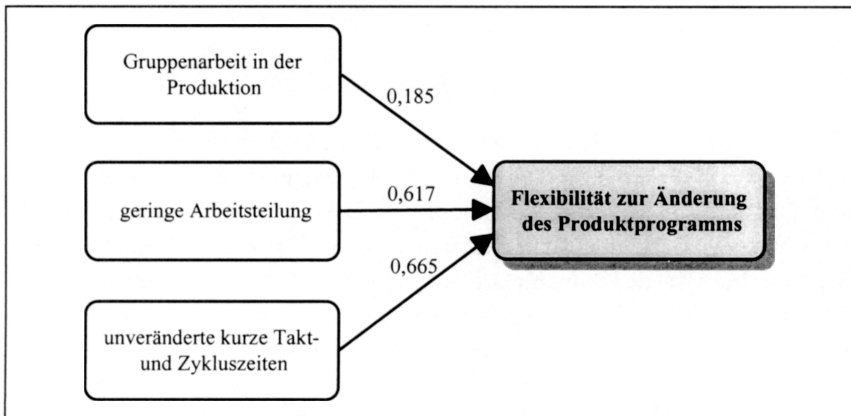 Gruppenarbeit in der
Produktion
0,185
geringe Arbeitsteilung
0,617
Flexibilität zur Änderung
des Produktprogramms
0,665
unveränderte kurze Takt-
und Zykluszeiten